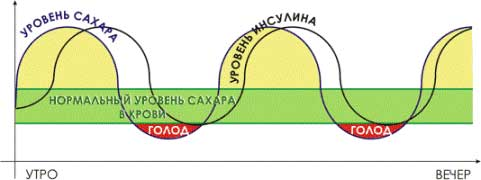 УРОВЕНЬ САХАРА
УРОВЕНЬ ИНСУЛИНА
НОРМАЛЬНЫЙ УРОВЕНЬ САХАРА
В КРОВИ
ГОЛОД
ГОЛОД
УТРО
ВЕЧЕР